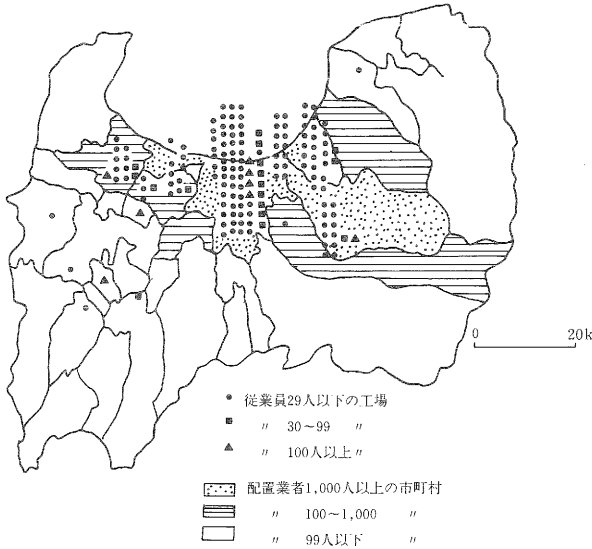 0 20k
従業員29人以下の工場
〃 30〜99 〃
〃 100人以上〃
配置業者1,000人以上の市町村
〃 100〜1,000 〃
〃 99人以下 〃